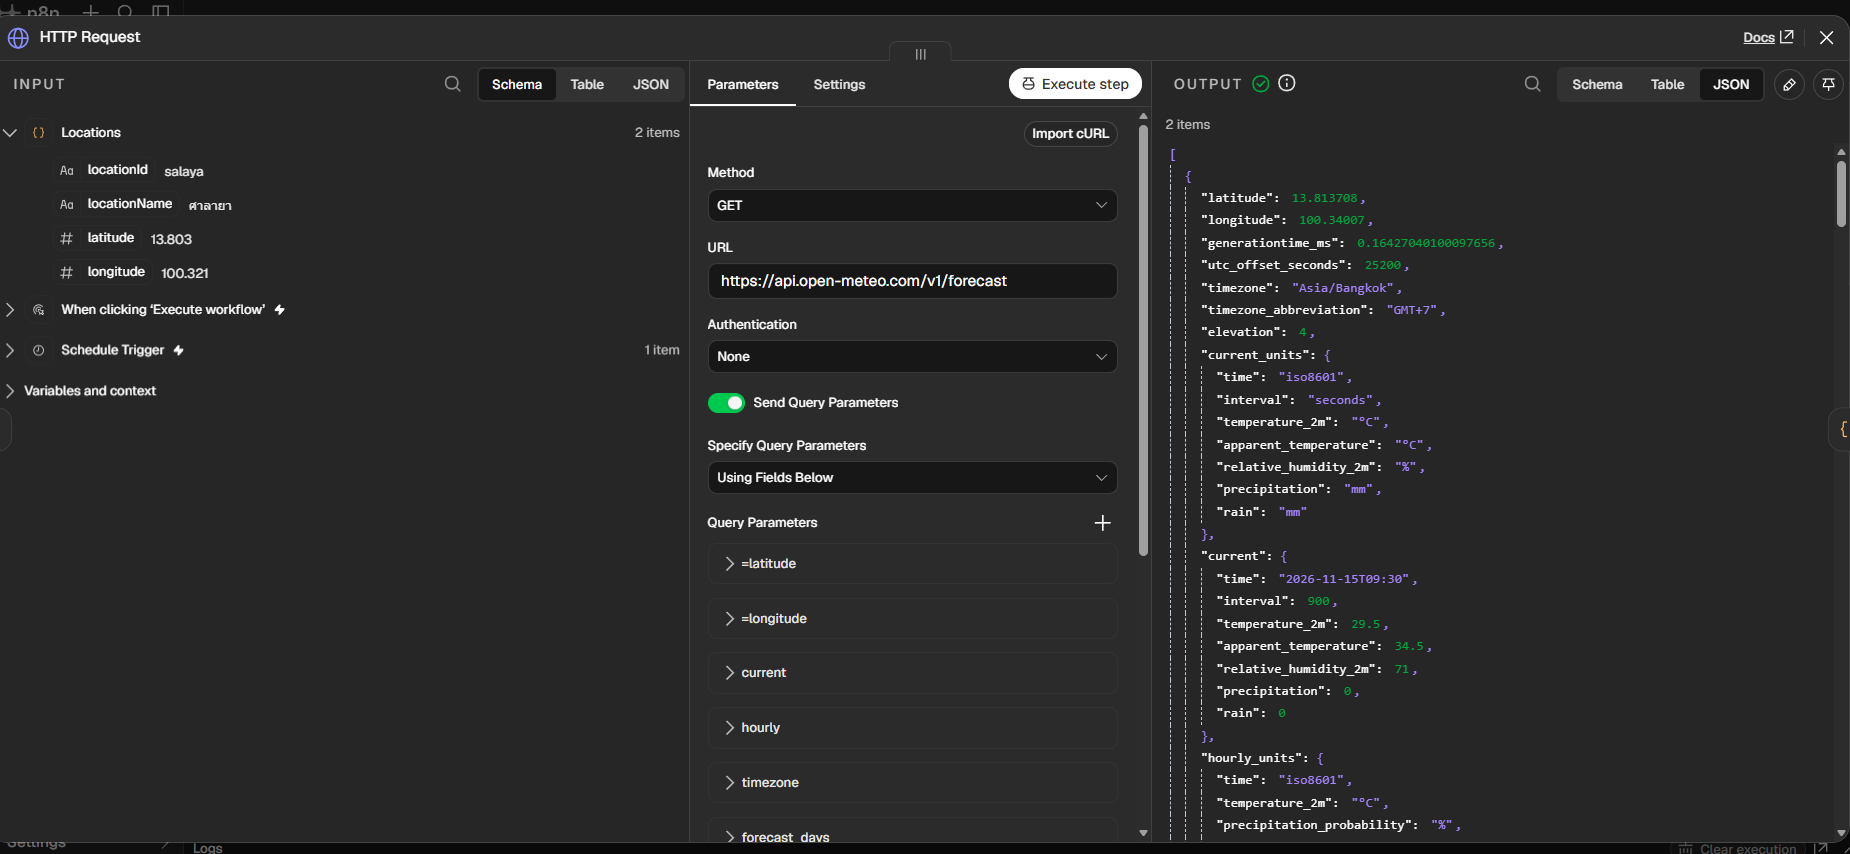 n8n
HTTP Request
Docs
INPUT
Schema
Table
JSON
Locations
2 items
locationId
salaya
locationName
ศาลายา
latitude
13.803
longitude
100.321
When clicking ‘Execute workflow’
Schedule Trigger
1 item
Variables and context
Parameters
Settings
Execute step
Import cURL
Method
GET
URL
https://api.open-meteo.com/v1/forecast
Authentication
None
Send Query Parameters
Specify Query Parameters
Using Fields Below
Query Parameters
=latitude
=longitude
current
hourly
timezone
forecast_days
OUTPUT
Schema
Table
JSON
2 items
[
{
"latitude": 13.813708,
"longitude": 100.34007,
"generationtime_ms": 0.16427040100097656,
"utc_offset_seconds": 25200,
"timezone": "Asia/Bangkok",
"timezone_abbreviation": "GMT+7",
"elevation": 4,
"current_units": {
"time": "iso8601",
"interval": "seconds",
"temperature_2m": "°C",
"apparent_temperature": "°C",
"relative_humidity_2m": "%",
"precipitation": "mm",
"rain": "mm"
},
"current": {
"time": "2026-11-15T09:30",
"interval": 900,
"temperature_2m": 29.5,
"apparent_temperature": 34.5,
"relative_humidity_2m": 71,
"precipitation": 0,
"rain": 0
},
"hourly_units": {
"time": "iso8601",
"temperature_2m": "°C",
"precipitation_probability": "%",
Settings
Logs
Clear execution